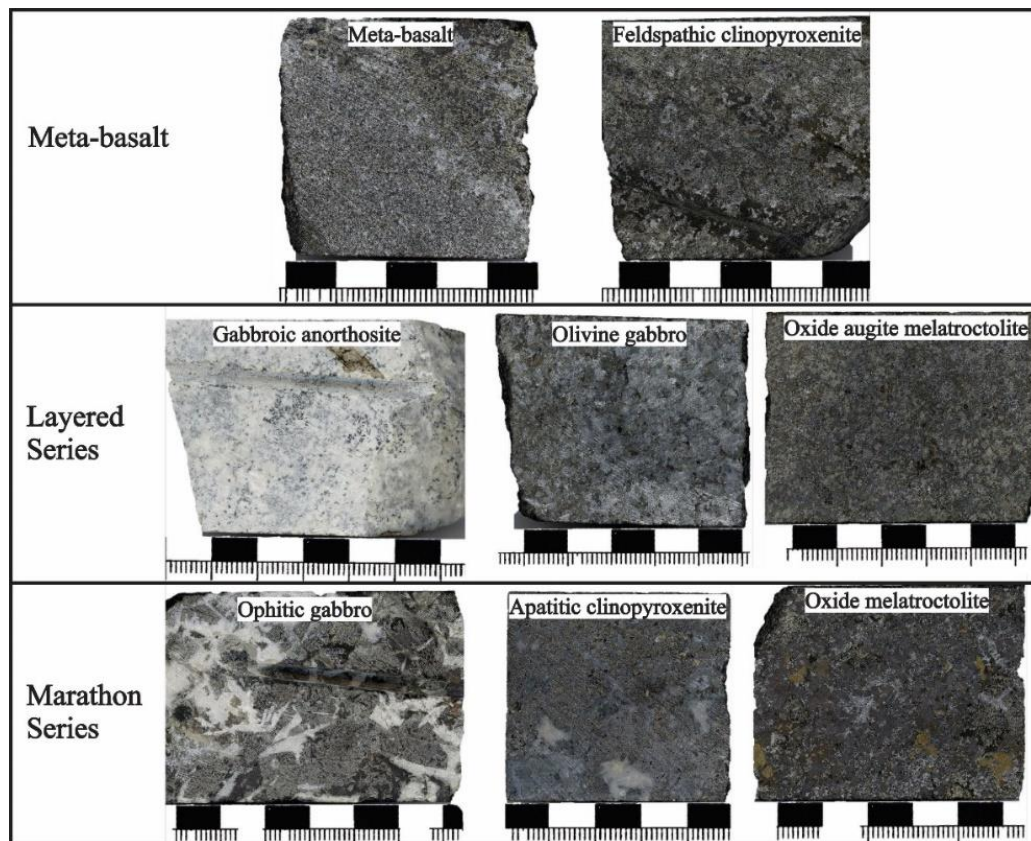 Meta-basalt
Meta-basalt
Feldspathic clinopyroxenite
Layered
Series
Gabbroic anorthosite
Olivine gabbro
Oxide augite melatroctolite
Marathon
Series
Ophitic gabbro
Apatitic clinopyroxenite
Oxide melatroctolite